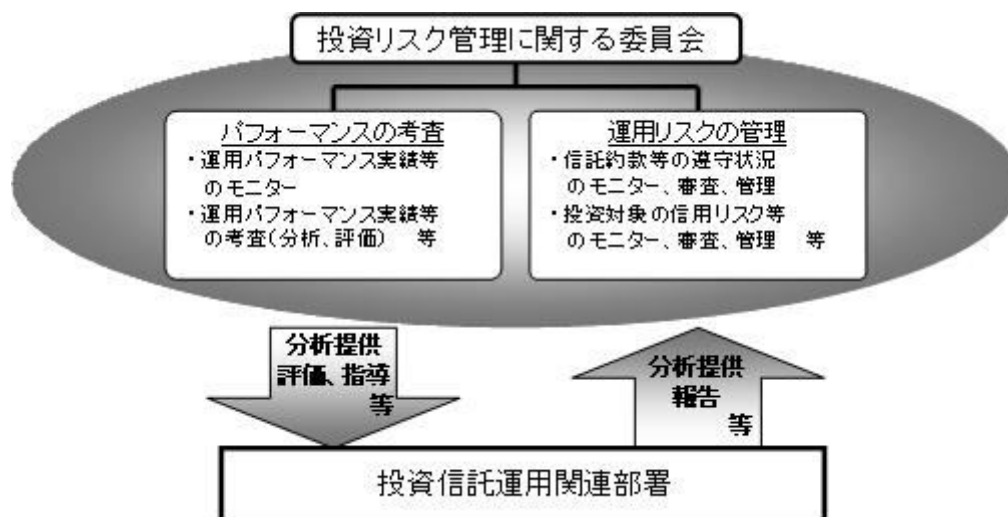 投資リスク管理に関する委員会
パフォーマンスの考査
・運用パフォーマンス実績等
のモニター
・運用パフォーマンス実績等
の考査(分析、評価) 等
運用リスクの管理
・信託約款等の遵守状況
のモニター、審査、管理
・投資対象の信用リスク等
のモニター、審査、管理 等
分析提供
評価、指導
等
分析提供
報告
等
投資信託運用関連部署